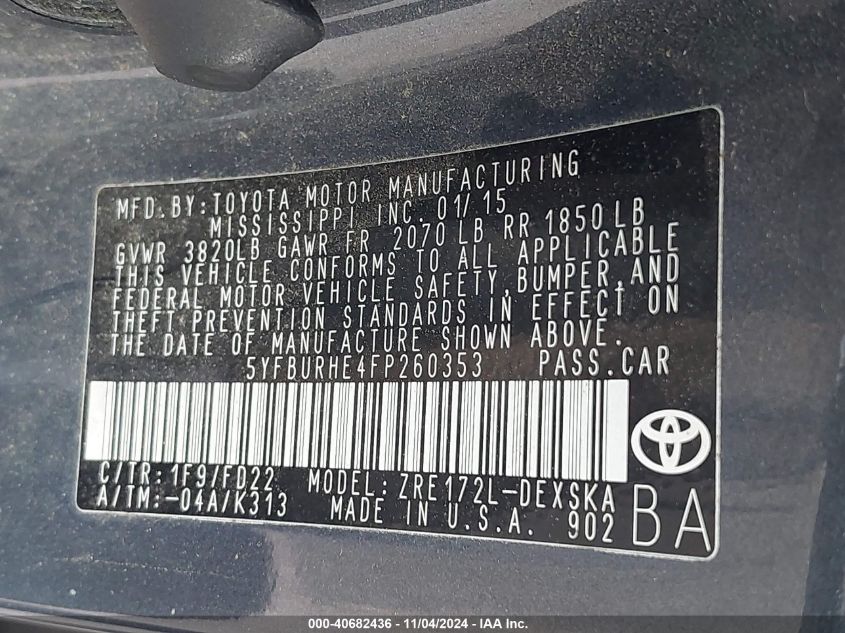 MFD.BY:TOYOTA MOTOR MANUFACTURING
MISSISSIPPI INC. 01/15
GVWR 3820LB GAWR FR 2070 LB RR 1850 LB
THIS VEHICLE CONFORMS TO ALL APPLICABLE
FEDERAL MOTOR VEHICLE SAFETY,BUMPER,AND
THEFT PREVENTION STANDARDS IN EFFECT ON
THE DATE OF MANUFACTURE SHOWN ABOVE.
5YFBURHE4FP260353 PASS.CAR
C/TR: 1F9/FD22 MODEL: ZRE172L-DEXSKA
A/TM:-04A/K313 MADE IN U.S.A. 902 BA
000-40682436 - 11/04/2024 - IAA Inc.